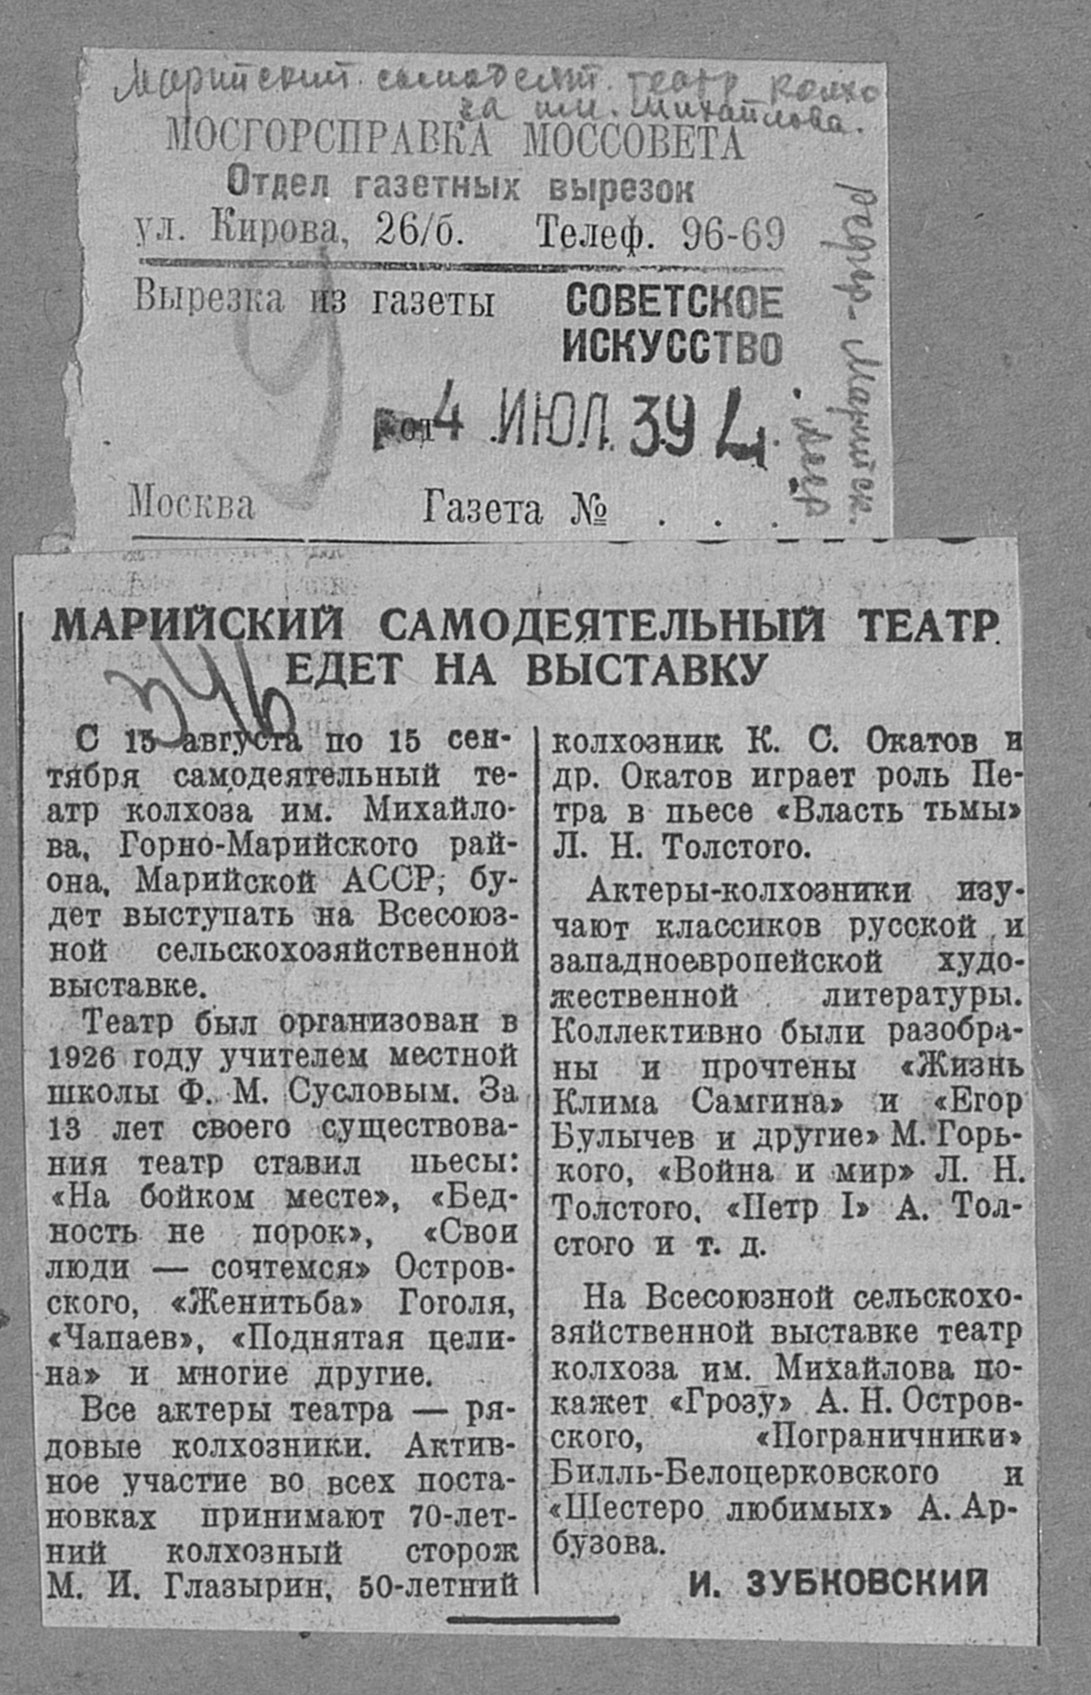 Марийский самодеят. театр колхо
за им. Михайлова.
МОСГОРСПРАВКА МОССОВЕТА
Отдел газетных вырезок
ул. Кирова, 26/б. Телеф. 96-69
Вырезка из газеты СОВЕТСКОЕ
ИСКУССТВО
от 4 ИЮЛ. 39 4
Москва Газета № . . .
9
346
МАРИЙСКИЙ САМОДЕЯТЕЛЬНЫЙ ТЕАТР
ЕДЕТ НА ВЫСТАВКУ
С 15 августа по 15 сен-
тября самодеятельный те-
атр колхоза им. Михайло-
ва, Горно-Марийского рай-
она, Марийской АССР, бу-
дет выступать на Всесоюз-
ной сельскохозяйственной
выставке.
Театр был организован в
1926 году учителем местной
школы Ф. М. Сусловым. За
13 лет своего существова-
ния театр ставил пьесы:
«На бойком месте», «Бед-
ность не порок», «Свои
люди — сочтемся» Остров-
ского, «Женитьба» Гоголя,
«Чапаев», «Поднятая цели-
на» и многие другие.
Все актеры театра — ря-
довые колхозники. Актив-
ное участие во всех поста-
новках принимают 70-лет-
ний колхозный сторож
М. И. Глазырин, 50-летний
колхозник К. С. Окатов и
др. Окатов играет роль Пе-
тра в пьесе «Власть тьмы»
Л. Н. Толстого.
Актеры-колхозники изу-
чают классиков русской и
западноевропейской худо-
жественной литературы.
Коллективно были разобра-
ны и прочтены «Жизнь
Клима Самгина» и «Егор
Булычев и другие» М. Горь-
кого, «Война и мир» Л. Н.
Толстого, «Петр I» А. Тол-
стого и т. д.
На Всесоюзной сельскохо-
зяйственной выставке театр
колхоза им. Михайлова по-
кажет «Грозу» А. Н. Остров-
ского, «Пограничники»
Билль-Белоцерковского и
«Шестеро любимых» А. Ар-
бузова.
И. ЗУБКОВСКИЙ